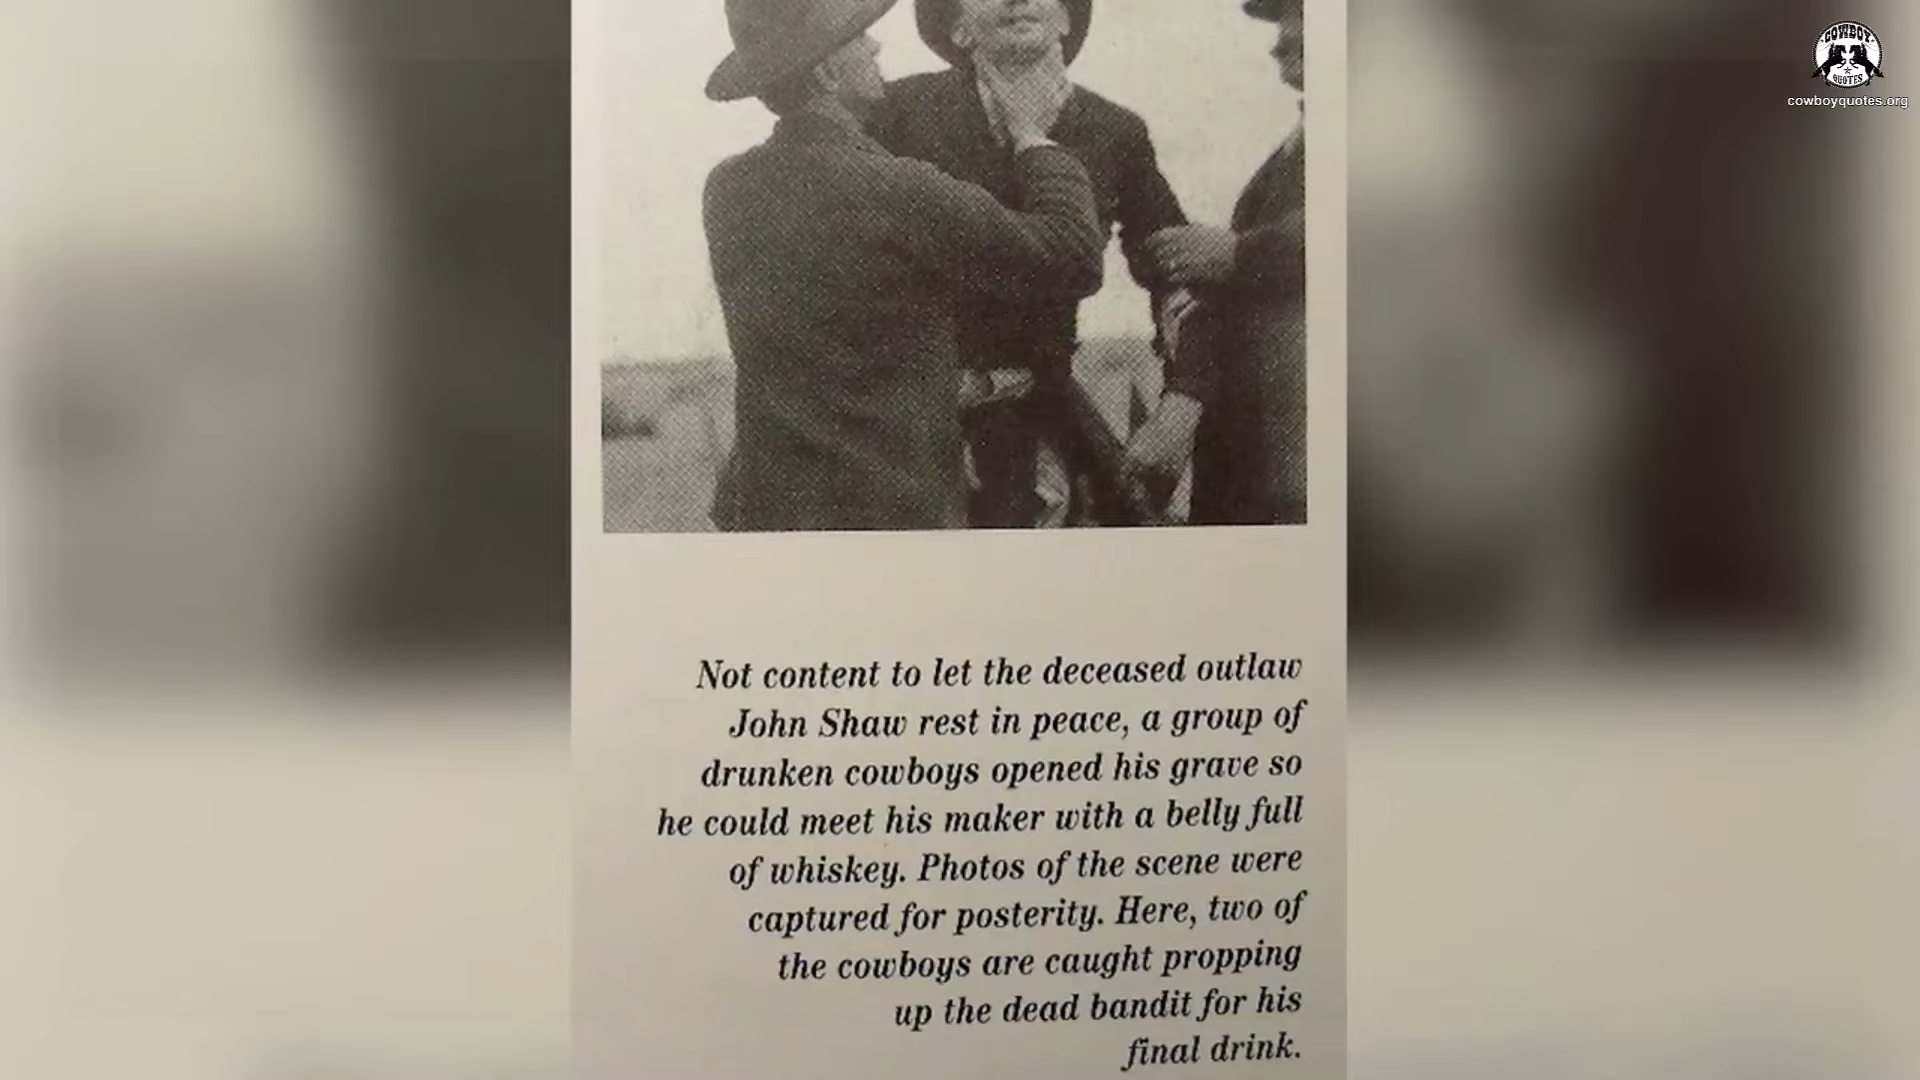 COWBOY
QUOTES
cowboyquotes.org
Not content to let the deceased outlaw
John Shaw rest in peace, a group of
drunken cowboys opened his grave so
he could meet his maker with a belly full
of whiskey. Photos of the scene were
captured for posterity. Here, two of
the cowboys are caught propping
up the dead bandit for his
final drink.